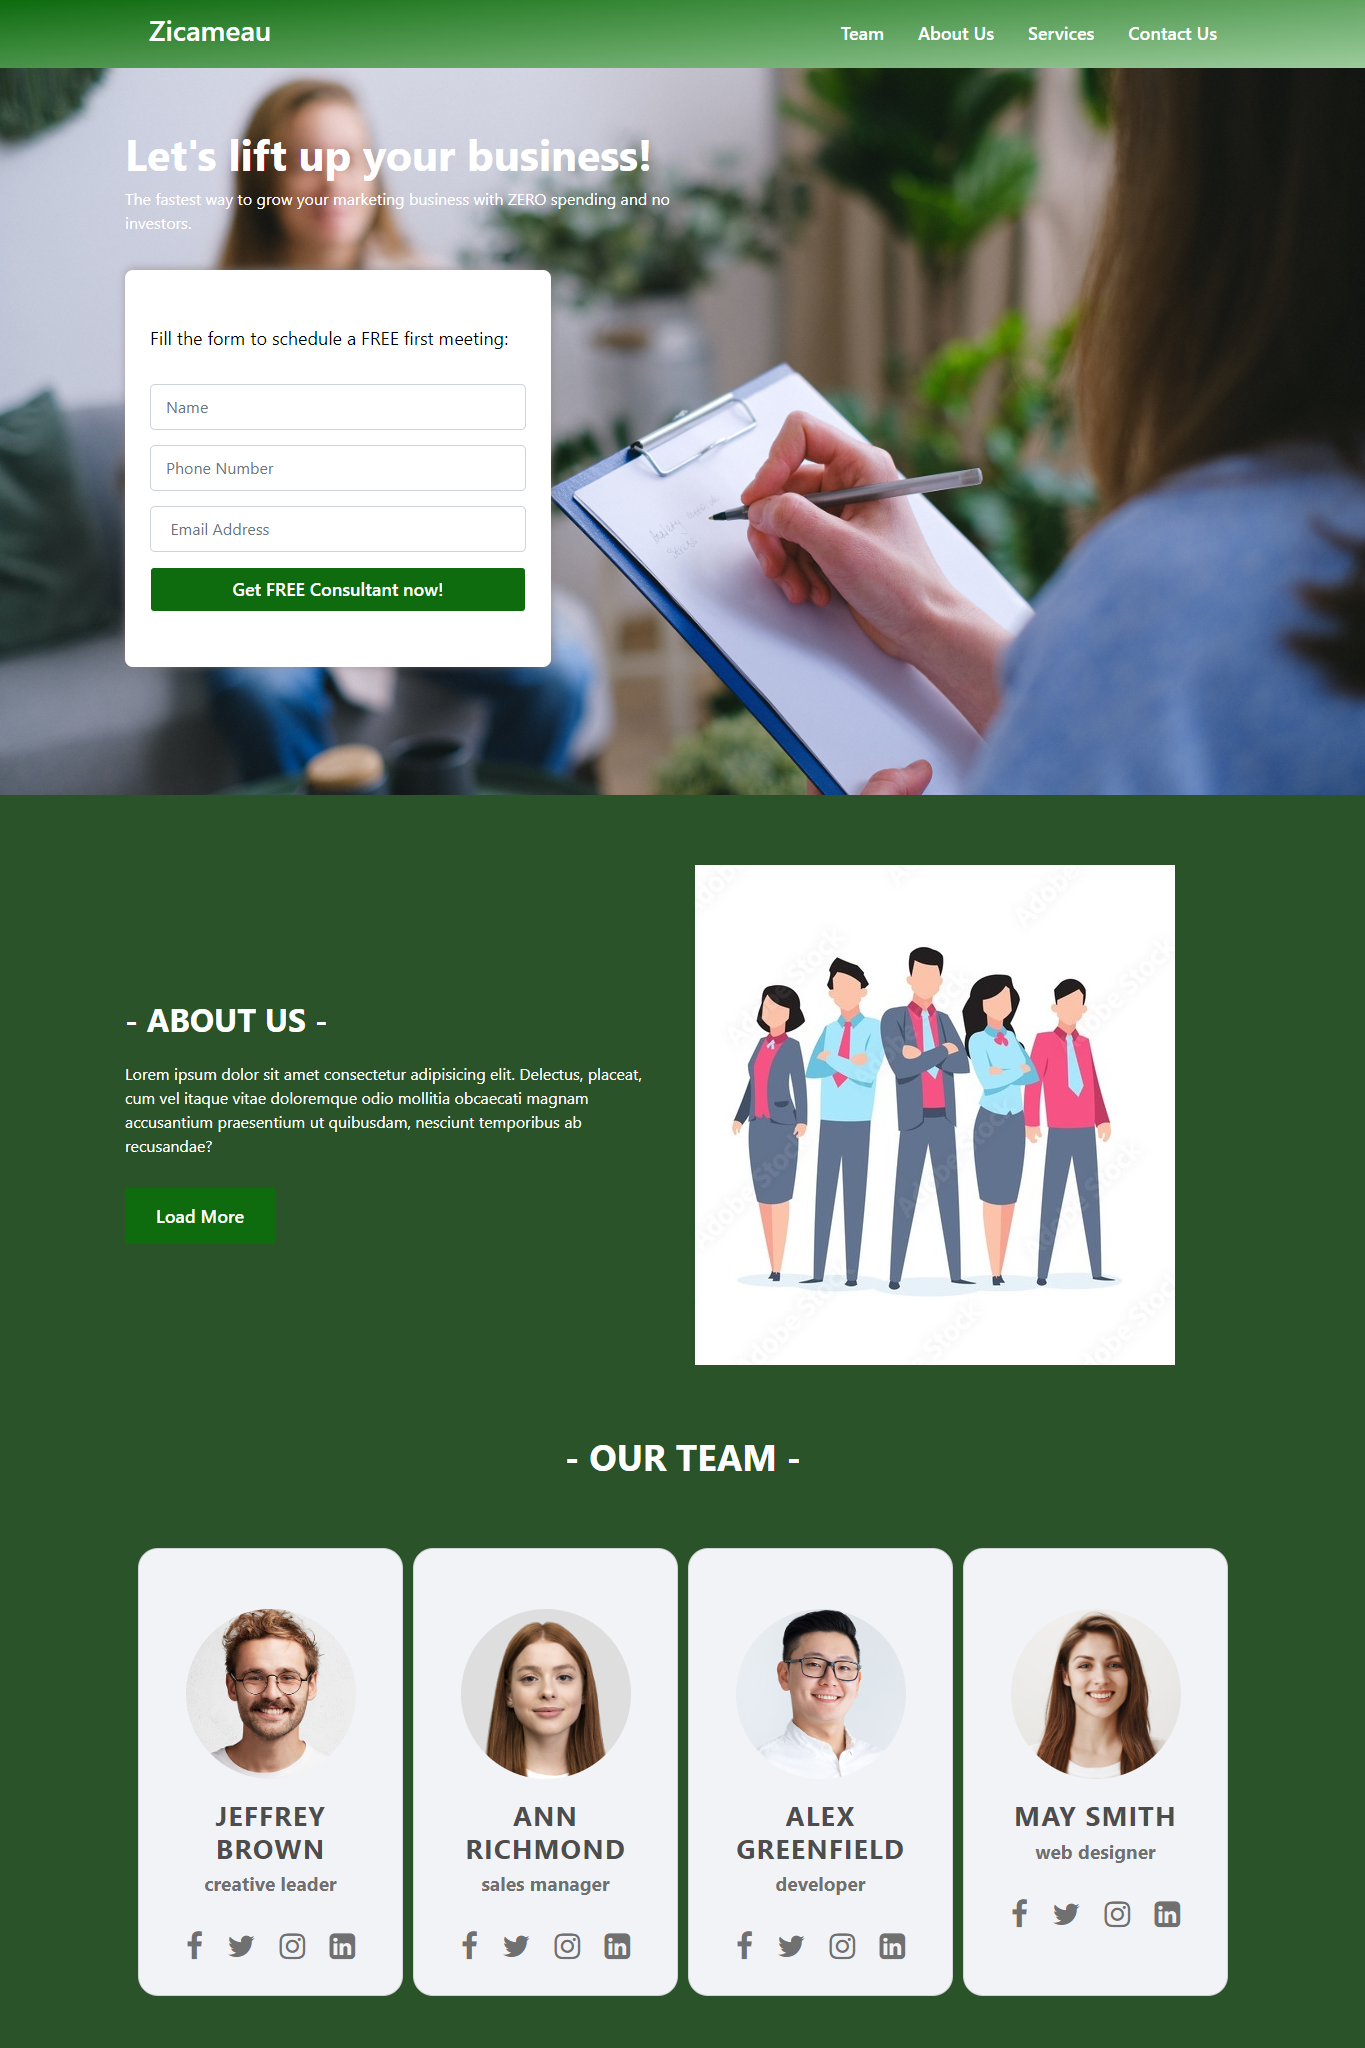 Zicameau
Team
About Us
Services
Contact Us
Let's lift up your business!
The fastest way to grow your marketing business with ZERO spending and no
investors.
Fill the form to schedule a FREE first meeting:
Name
Phone Number
Email Address
Get FREE Consultant now!
- ABOUT US -
Lorem ipsum dolor sit amet consectetur adipisicing elit. Delectus, placeat,
cum vel itaque vitae doloremque odio mollitia obcaecati magnam
accusantium praesentium ut quibusdam, nesciunt temporibus ab
recusandae?
Load More
Adobe Stock
- OUR TEAM -
JEFFREY
BROWN
creative leader
ANN
RICHMOND
sales manager
ALEX
GREENFIELD
developer
MAY SMITH
web designer